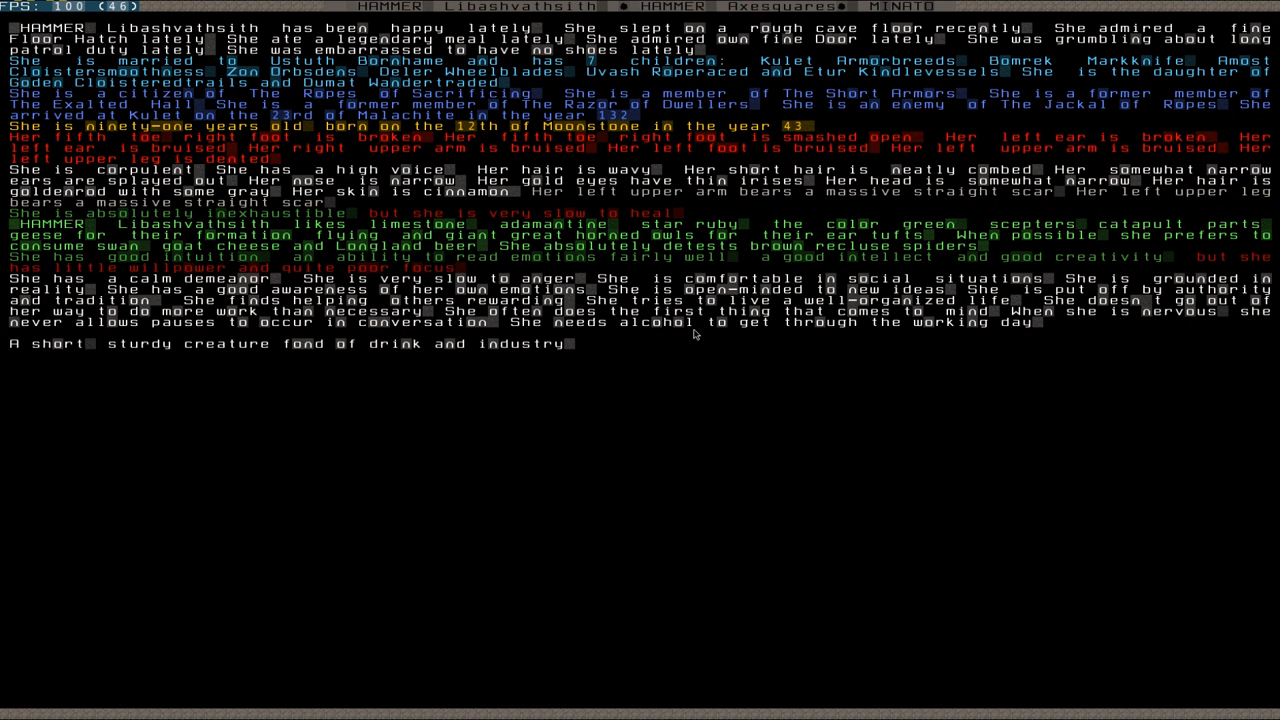 FPS: 100 (46) HAMMER Libashvathsith HAMMER Axesquares MINATO
HAMMER Libashvathsith has been happy lately She slept on a rough cave floor recently She admired a fine
Floor Hatch lately She ate a legendary meal lately She admired own fine Door lately She was grumbling about long
patrol duty lately She was embarrassed to have no shoes lately
She is married to Ustuth Bornhame and has 7 children: Kulet Armorbreeds Bomrek Markknife Amost
Cloistersmoothness Zon Orbsdens Deler Wheelblades Uvash Roperaced and Etur Kindlevessels She is the daughter of
Goden Cloisteredtrails and Dumat Wandertraded
She is a citizen of The Ropes of Sacrificing She is a member of The Short Armors She is a former member of
The Exalted Hall She is a former member of The Razor of Dwellers She is an enemy of The Jackal of Ropes She
arrived at Kulet on the 23rd of Malachite in the year 132
She is ninety-one years old born on the 12th of Moonstone in the year 43
Her fifth toe right foot is broken Her fifth toe right foot is smashed open Her left ear is broken Her
left ear is bruised Her right upper arm is bruised Her left foot is bruised Her left upper arm is bruised Her
left upper leg is dented
She is corpulent She has a high voice Her hair is wavy Her short hair is neatly combed Her somewhat narrow
ears are splayed out Her nose is narrow Her gold eyes have thin irises Her head is somewhat narrow Her hair is
goldenrod with some gray Her skin is cinnamon Her left upper arm bears a massive straight scar Her left upper leg
bears a massive straight scar
She is absolutely inexhaustible but she is very slow to heal
HAMMER Libashvathsith likes limestone adamantine star ruby the color green scepters catapult parts
geese for their formation flying and giant great horned owls for their ear tufts When possible she prefers to
consume swan goat cheese and Longland beer She absolutely detests brown recluse spiders
She has good intuition an ability to read emotions fairly well a good intellect and good creativity but she
has little willpower and quite poor focus
She has a calm demeanor She is very slow to anger She is comfortable in social situations She is grounded in
reality She has a good awareness of her own emotions She is open-minded to new ideas She is put off by authority
and tradition She finds helping others rewarding She tries to live a well-organized life She doesn t go out of
her way to do more work than necessary She often does the first thing that comes to mind When she is nervous she
never allows pauses to occur in conversation She needs alcohol to get through the working day
A short sturdy creature fond of drink and industry